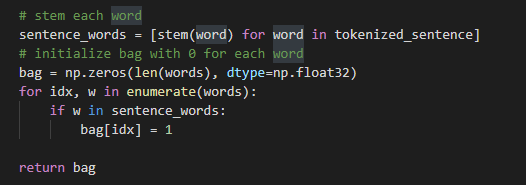 # stem each word
sentence_words = [stem(word) for word in tokenized_sentence]
# initialize bag with 0 for each word
bag = np.zeros(len(words), dtype=np.float32)
for idx, w in enumerate(words):
    if w in sentence_words:
        bag[idx] = 1

return bag